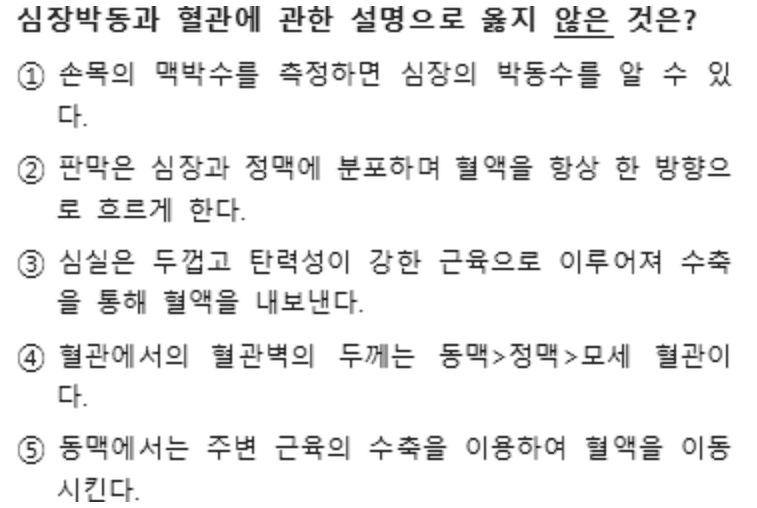 심장박동과 혈관에 관한 설명으로 옳지 않은 것은?
① 손목의 맥박수를 측정하면 심장의 박동수를 알 수 있
다.
② 판막은 심장과 정맥에 분포하며 혈액을 항상 한 방향으
로 흐르게 한다.
③ 심실은 두껍고 탄력성이 강한 근육으로 이루어져 수축
을 통해 혈액을 내보낸다.
④ 혈관에서의 혈관벽의 두께는 동맥>정맥>모세 혈관이
다.
⑤ 동맥에서는 주변 근육의 수축을 이용하여 혈액을 이동
시킨다.